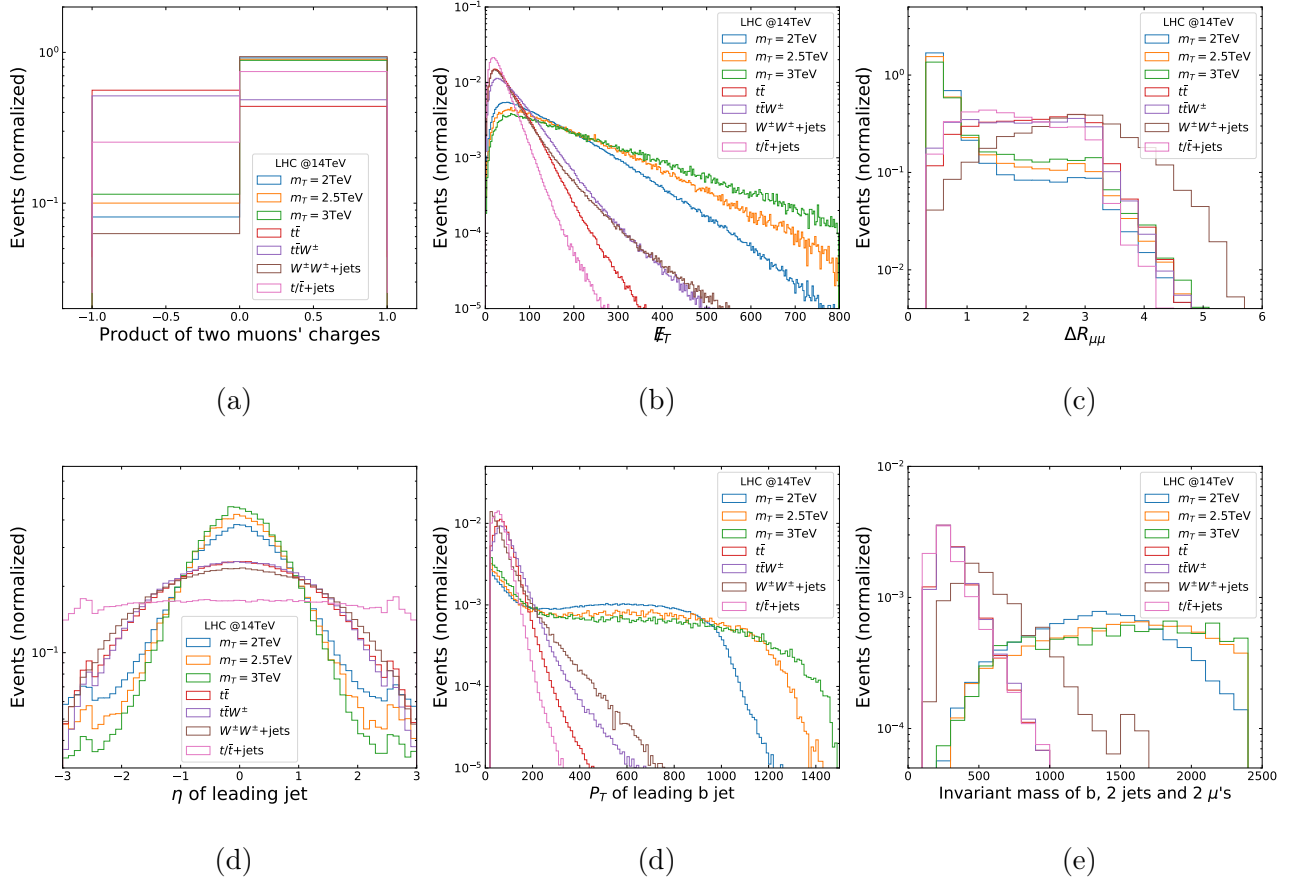 10⁰
10⁻¹
Events (normalized)
LHC @14TeV
m_T = 2TeV
m_T = 2.5TeV
m_T = 3TeV
tt̄
tt̄W±
W±W±+jets
t/t̄+jets
−1.0 −0.5 0.0 0.5 1.0
Product of two muons' charges
(a)
10⁻¹
10⁻²
10⁻³
10⁻⁴
10⁻⁵
Events (normalized)
LHC @14TeV
m_T = 2TeV
m_T = 2.5TeV
m_T = 3TeV
tt̄
tt̄W±
W±W±+jets
t/t̄+jets
0 100 200 300 400 500 600 700 800
E̸_T
(b)
10⁰
10⁻¹
10⁻²
Events (normalized)
LHC @14TeV
m_T = 2TeV
m_T = 2.5TeV
m_T = 3TeV
tt̄
tt̄W±
W±W±+jets
t/t̄+jets
0 1 2 3 4 5 6
ΔR_μμ
(c)
10⁻¹
Events (normalized)
LHC @14TeV
m_T = 2TeV
m_T = 2.5TeV
m_T = 3TeV
tt̄
tt̄W±
W±W±+jets
t/t̄+jets
−3 −2 −1 0 1 2 3
η of leading jet
(d)
10⁻²
10⁻³
10⁻⁴
10⁻⁵
Events (normalized)
LHC @14TeV
m_T = 2TeV
m_T = 2.5TeV
m_T = 3TeV
tt̄
tt̄W±
W±W±+jets
t/t̄+jets
0 200 400 600 800 1000 1200 1400
P_T of leading b jet
(d)
10⁻²
10⁻³
10⁻⁴
Events (normalized)
LHC @14TeV
m_T = 2TeV
m_T = 2.5TeV
m_T = 3TeV
tt̄
tt̄W±
W±W±+jets
t/t̄+jets
0 500 1000 1500 2000 2500
Invariant mass of b, 2 jets and 2 μ's
(e)